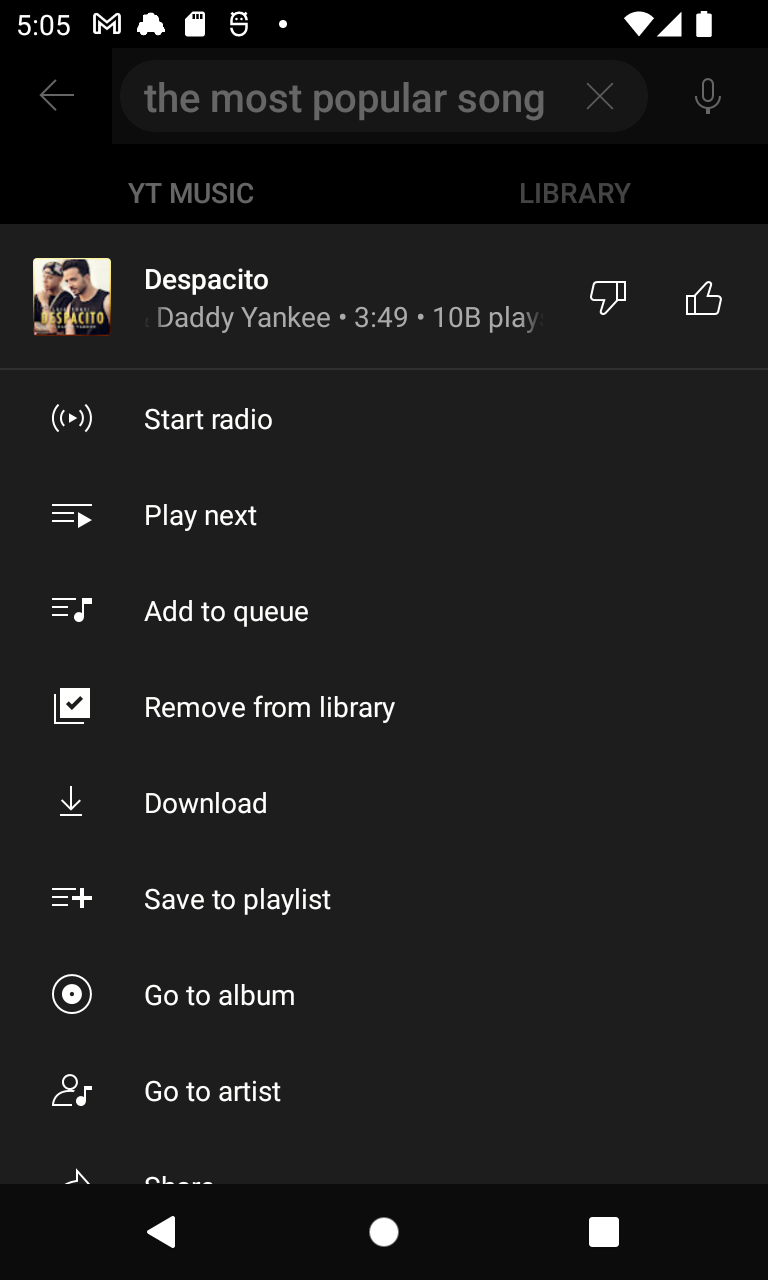 5:05
the most popular song
YT MUSIC
LIBRARY
DESPACITO
Despacito
Daddy Yankee • 3:49 • 10B plays
Start radio
Play next
Add to queue
Remove from library
Download
Save to playlist
Go to album
Go to artist
Share